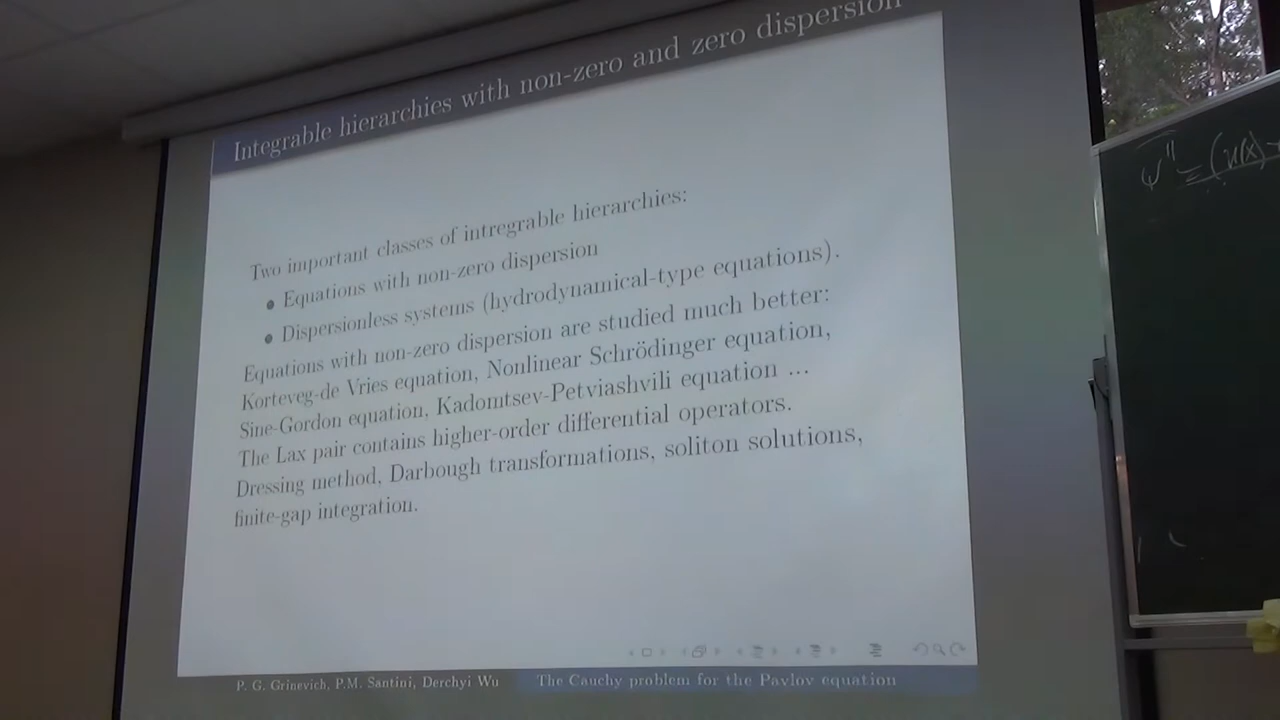 Integrable hierarchies with non-zero and zero dispersion
Two important classes of intregrable hierarchies:
• Equations with non-zero dispersion
• Dispersionless systems (hydrodynamical-type equations).
Equations with non-zero dispersion are studied much better:
Korteveg-de Vries equation, Nonlinear Schrödinger equation,
Sine-Gordon equation, Kadomtsev-Petviashvili equation ...
The Lax pair contains higher-order differential operators.
Dressing method, Darbough transformations, soliton solutions,
finite-gap integration.
P. G. Grinevich, P.M. Santini, Derchyi Wu The Cauchy problem for the Pavlov equation
ψ'' = (u(x)